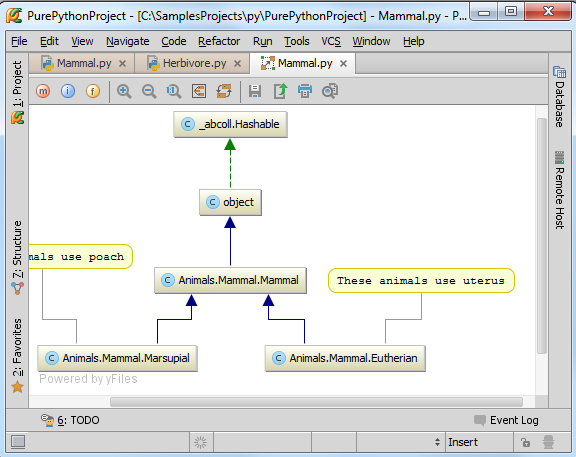 PurePythonProject - [C:\SamplesProjects\py\PurePythonProject] - Mammal.py - P...
File Edit View Navigate Code Refactor Run Tools VCS Window Help
Mammal.py Herbivore.py Mammal.py
1: Project
m i f 1:1
Database
Remote Host
C _abcoll.Hashable
C object
7: Structure
mals use poach
C Animals.Mammal.Mammal
These animals use uterus
2: Favorites
C Animals.Mammal.Marsupial C Animals.Mammal.Eutherian
Powered by yFiles
6: TODO Event Log
Insert